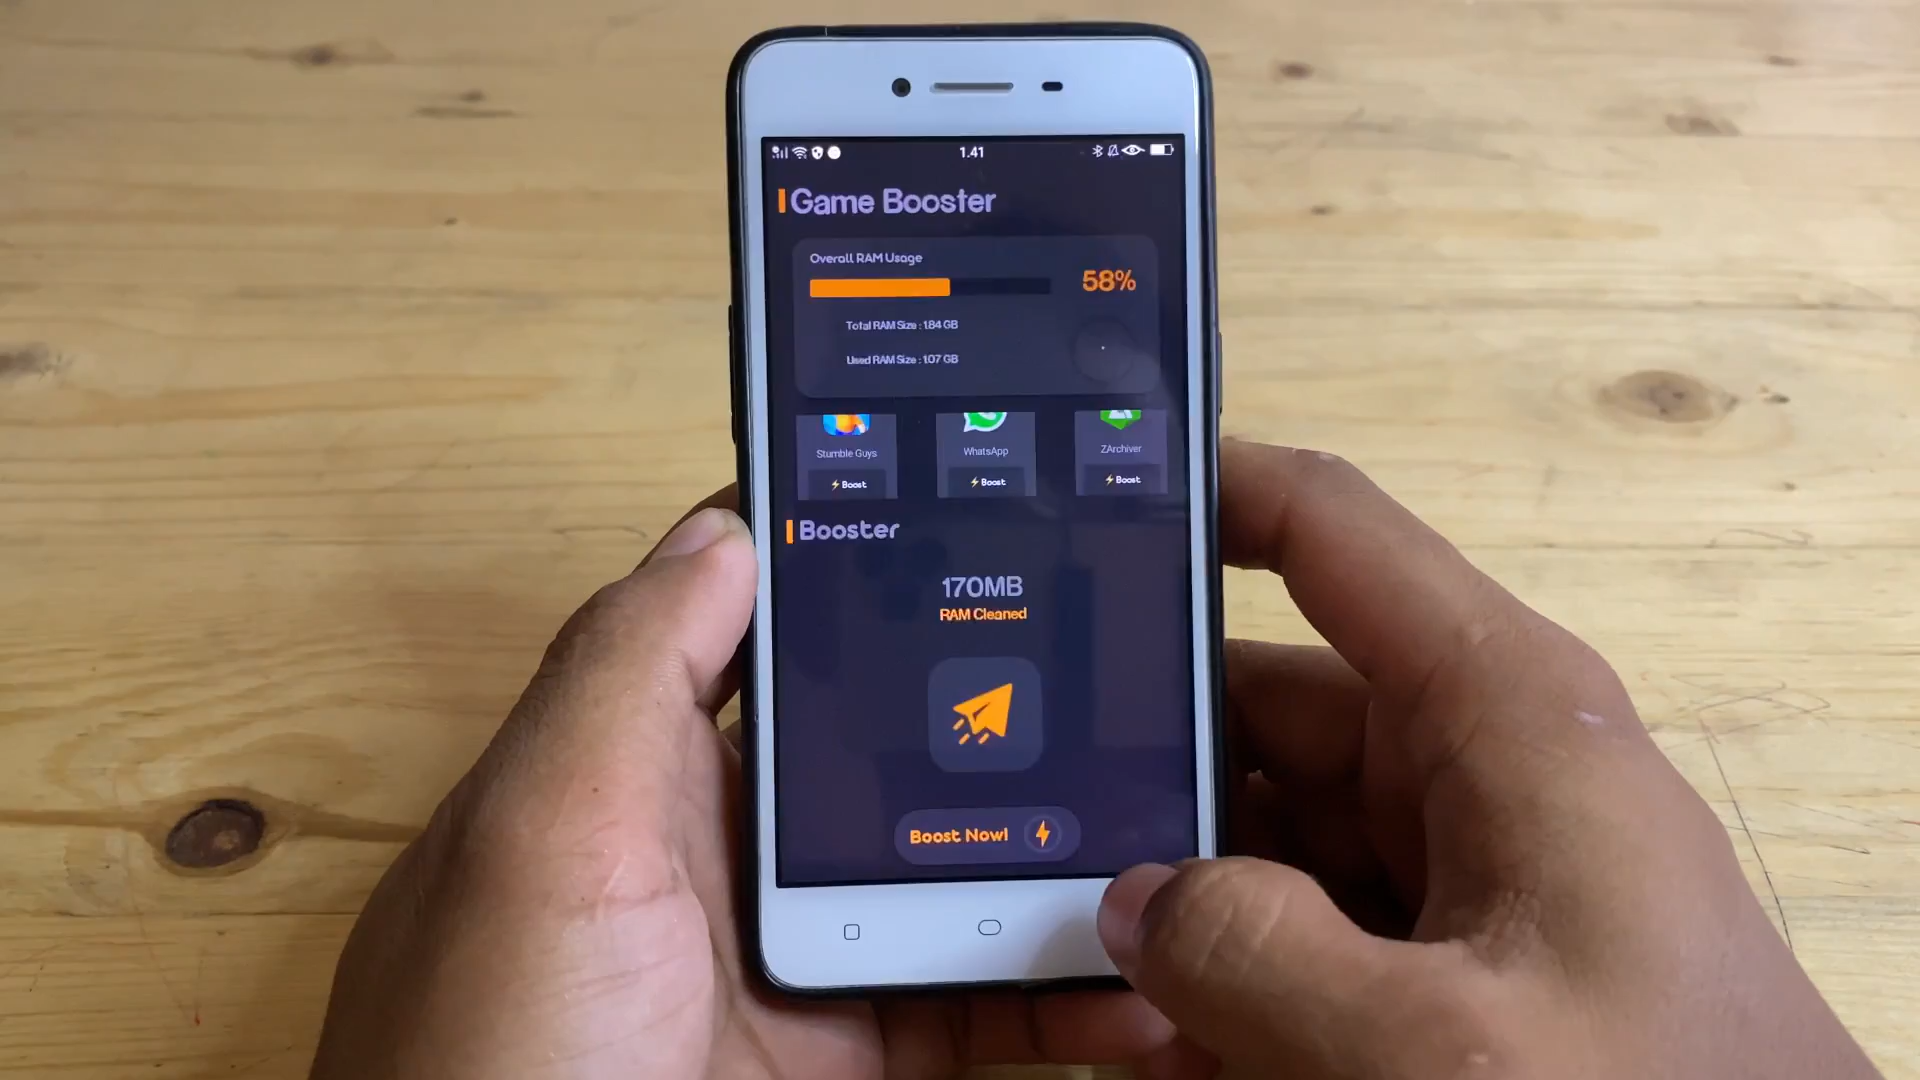 1.41
Game Booster
Overall RAM Usage
58%
Total RAM Size : 1.84 GB
Used RAM Size : 1.07 GB
Stumble Guys
WhatsApp
ZArchiver
⚡Boost
⚡Boost
⚡Boost
Booster
170MB
RAM Cleaned
Boost Now!